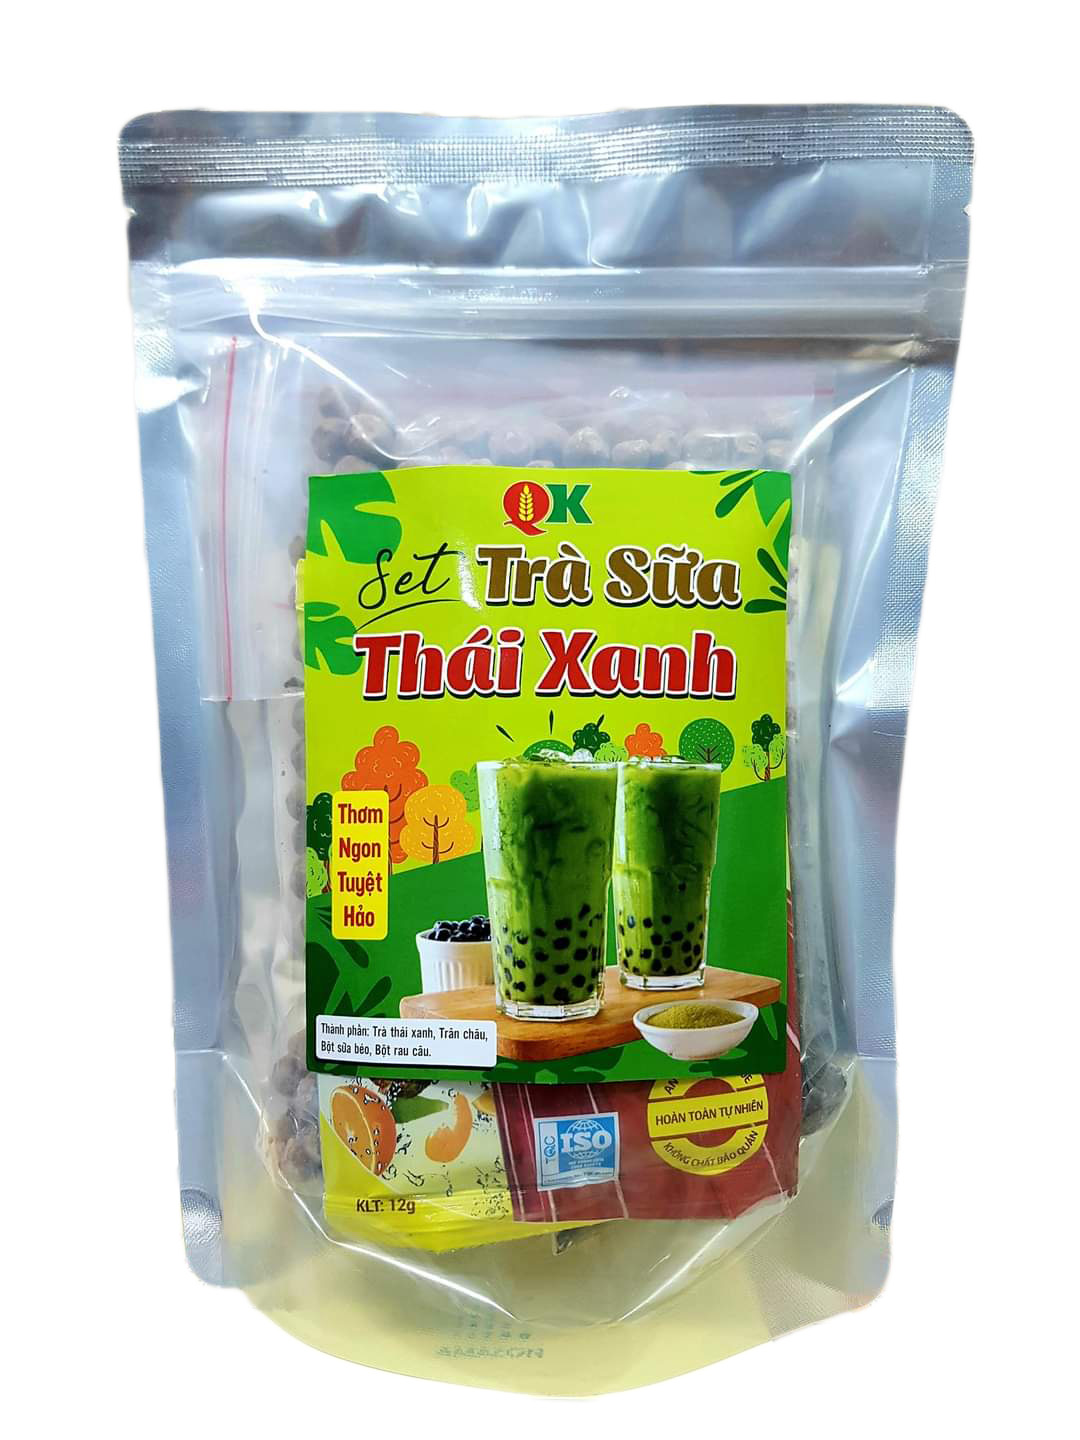 QK
Set Trà Sữa
Thái Xanh
Thơm
Ngon
Tuyệt
Hảo
Thành phần: Trà thái xanh, Trân châu,
Bột sữa béo, Bột rau câu.
HOÀN TOÀN TỰ NHIÊN
KHÔNG CHẤT BẢO QUẢN
TQC
ISO
KLT: 12g